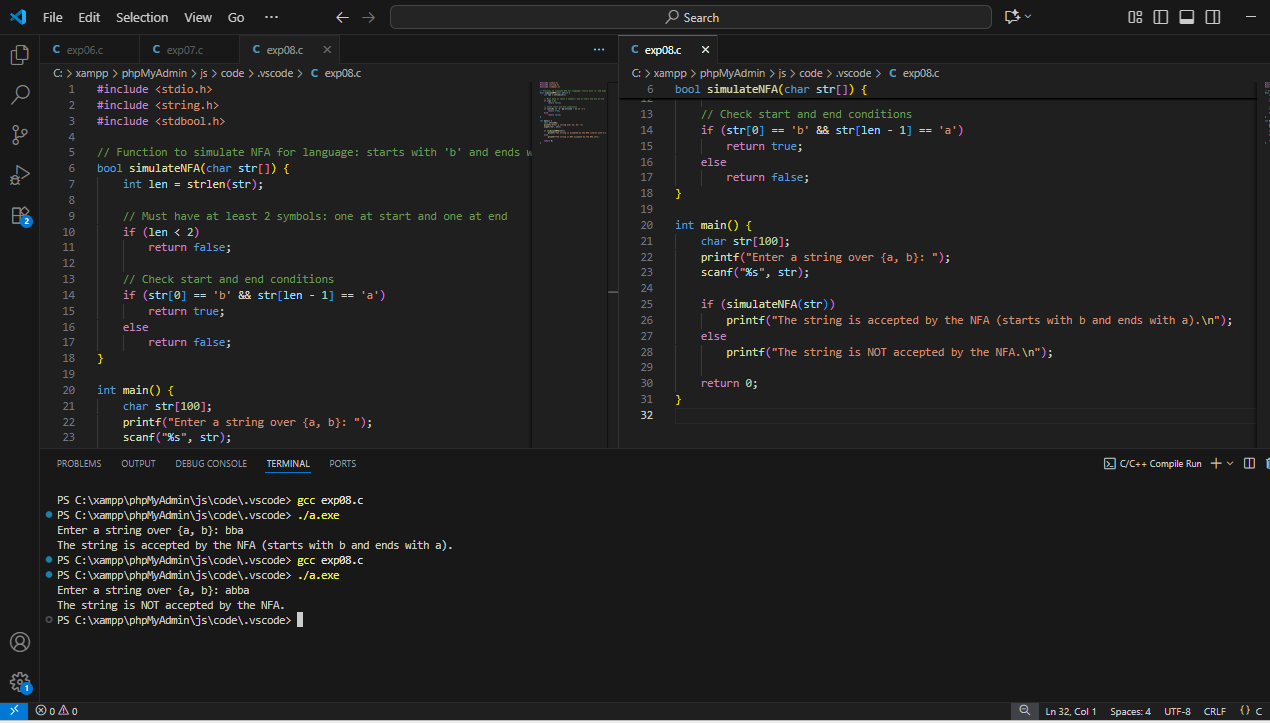 File Edit Selection View Go ··· Search
C exp06.c C exp07.c C exp08.c × ···
C: > xampp > phpMyAdmin > js > code > .vscode > C exp08.c
1 #include <stdio.h>
2 #include <string.h>
3 #include <stdbool.h>
4
5 // Function to simulate NFA for language: starts with 'b' and ends w
6 bool simulateNFA(char str[]) {
7 int len = strlen(str);
8
9 // Must have at least 2 symbols: one at start and one at end
10 if (len < 2)
11 return false;
12
13 // Check start and end conditions
14 if (str[0] == 'b' && str[len - 1] == 'a')
15 return true;
16 else
17 return false;
18 }
19
20 int main() {
21 char str[100];
22 printf("Enter a string over {a, b}: ");
23 scanf("%s", str);
C exp08.c ×
C: > xampp > phpMyAdmin > js > code > .vscode > C exp08.c
6 bool simulateNFA(char str[]) {
12
13 // Check start and end conditions
14 if (str[0] == 'b' && str[len - 1] == 'a')
15 return true;
16 else
17 return false;
18 }
19
20 int main() {
21 char str[100];
22 printf("Enter a string over {a, b}: ");
23 scanf("%s", str);
24
25 if (simulateNFA(str))
26 printf("The string is accepted by the NFA (starts with b and ends with a).\n");
27 else
28 printf("The string is NOT accepted by the NFA.\n");
29
30 return 0;
31 }
32
PROBLEMS OUTPUT DEBUG CONSOLE TERMINAL PORTS C/C++ Compile Run
PS C:\xampp\phpMyAdmin\js\code\.vscode> gcc exp08.c
PS C:\xampp\phpMyAdmin\js\code\.vscode> ./a.exe
Enter a string over {a, b}: bba
The string is accepted by the NFA (starts with b and ends with a).
PS C:\xampp\phpMyAdmin\js\code\.vscode> gcc exp08.c
PS C:\xampp\phpMyAdmin\js\code\.vscode> ./a.exe
Enter a string over {a, b}: abba
The string is NOT accepted by the NFA.
PS C:\xampp\phpMyAdmin\js\code\.vscode>
2
1
0 0 Ln 32, Col 1 Spaces: 4 UTF-8 CRLF {} C